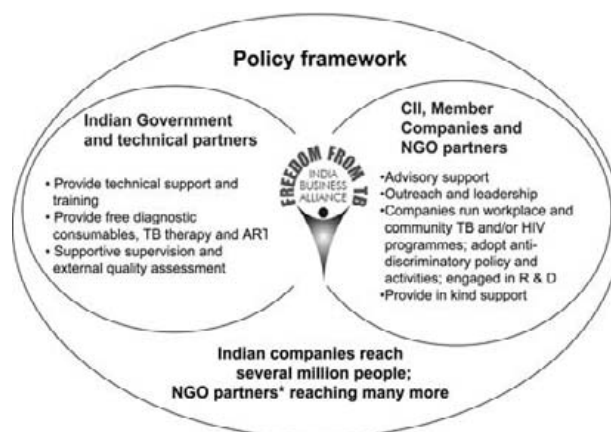 Policy framework
Indian Government
and technical partners
• Provide technical support and
training
• Provide free diagnostic
consumables, TB therapy and ART
• Supportive supervision and
external quality assessment
FREEDOM FROM TB
INDIA
BUSINESS
ALLIANCE
CII, Member
Companies and
NGO partners
•Advisory support
•Outreach and leadership
•Companies run workplace and
community TB and/or HIV
programmes; adopt anti-
discriminatory policy and
activities; engaged in R & D
•Provide in kind support
Indian companies reach
several million people;
NGO partners* reaching many more